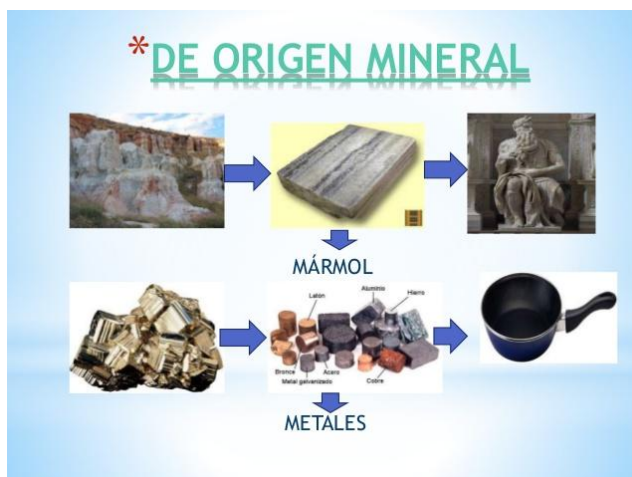 *DE ORIGEN MINERAL
MÁRMOL
Latón
Aluminio
Hierro
Bronce
Acero
Metal galvanizado
Cobre
METALES